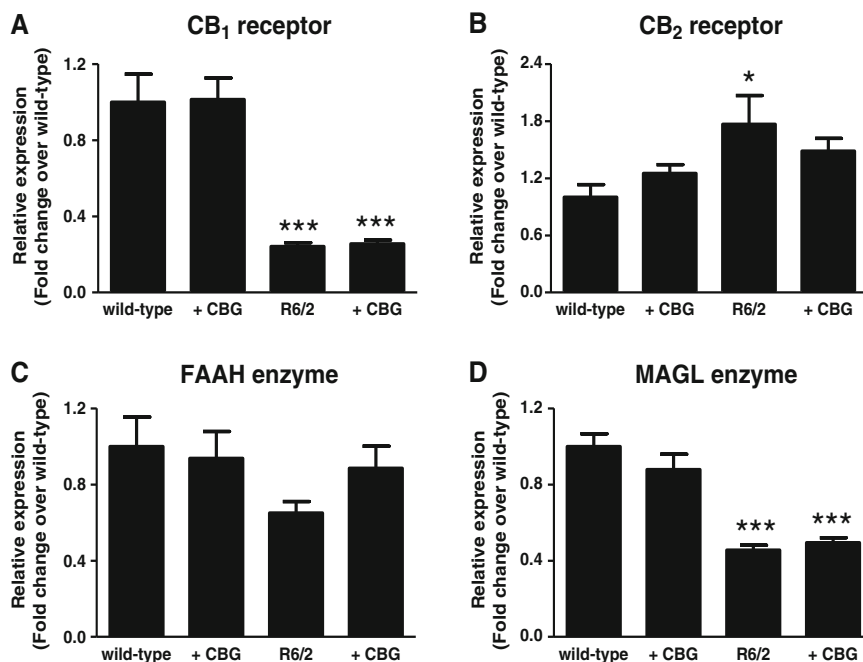 A
CB1 receptor
Relative expression
(Fold change over wild-type)
1.2
0.8
0.4
0.0
***
***
wild-type + CBG R6/2 + CBG
B
CB2 receptor
Relative expression
(Fold change over wild-type)
2.4
1.8
1.2
0.6
0.0
*
wild-type + CBG R6/2 + CBG
C
FAAH enzyme
Relative expression
(Fold change over wild-type)
1.2
0.8
0.4
0.0
wild-type + CBG R6/2 + CBG
D
MAGL enzyme
Relative expression
(Fold change over wild-type)
1.2
0.8
0.4
0.0
***
***
wild-type + CBG R6/2 + CBG